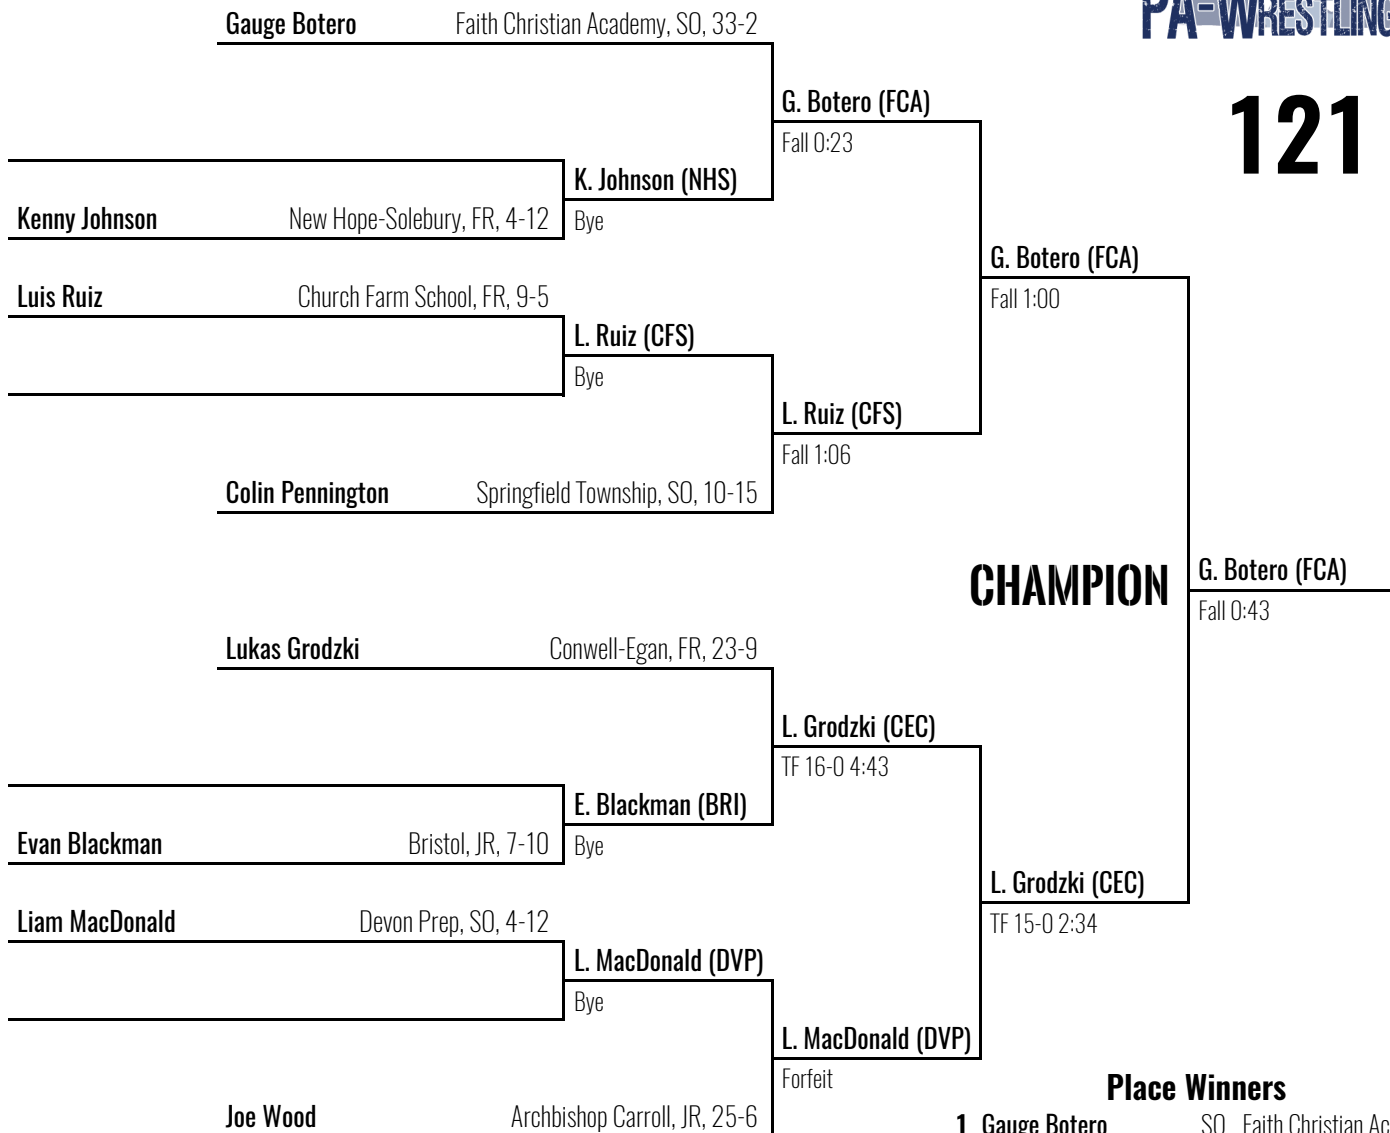 PA-WRESTLING
121
Gauge Botero Faith Christian Academy, SO, 33-2
G. Botero (FCA)
Fall 0:23
K. Johnson (NHS)
Kenny Johnson New Hope-Solebury, FR, 4-12
Bye
G. Botero (FCA)
Fall 1:00
Luis Ruiz Church Farm School, FR, 9-5
L. Ruiz (CFS)
Bye
L. Ruiz (CFS)
Fall 1:06
Colin Pennington Springfield Township, SO, 10-15
CHAMPION
G. Botero (FCA)
Fall 0:43
Lukas Grodzki Conwell-Egan, FR, 23-9
L. Grodzki (CEC)
TF 16-0 4:43
E. Blackman (BRI)
Evan Blackman Bristol, JR, 7-10
Bye
L. Grodzki (CEC)
TF 15-0 2:34
Liam MacDonald Devon Prep, SO, 4-12
L. MacDonald (DVP)
Bye
L. MacDonald (DVP)
Forfeit
Joe Wood Archbishop Carroll, JR, 25-6
Place Winners
1 Gauge Botero SO Faith Christian Ac